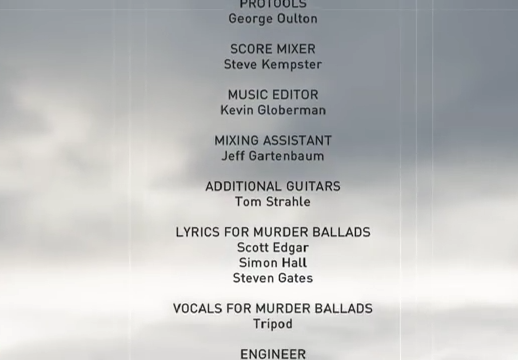 PROTOOLS
George Oulton
SCORE MIXER
Steve Kempster
MUSIC EDITOR
Kevin Globerman
MIXING ASSISTANT
Jeff Gartenbaum
ADDITIONAL GUITARS
Tom Strahle
LYRICS FOR MURDER BALLADS
Scott Edgar
Simon Hall
Steven Gates
VOCALS FOR MURDER BALLADS
Tripod
ENGINEER